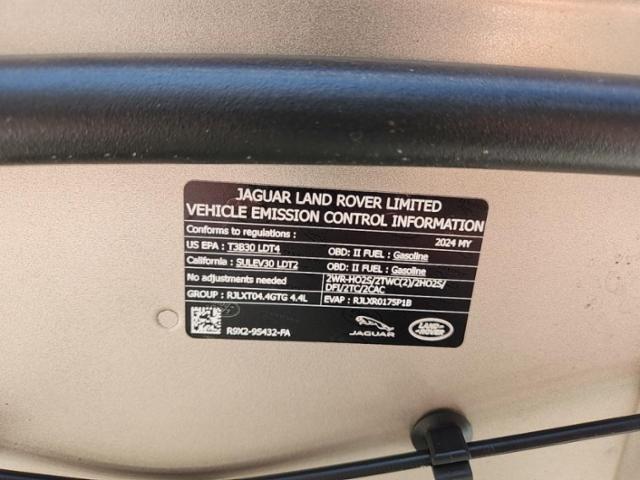 JAGUAR LAND ROVER LIMITED
VEHICLE EMISSION CONTROL INFORMATION
Conforms to regulations : 2024 MY
US EPA : T3B30 LDT4 OBD: II FUEL : Gasoline
California : SULEV30 LDT2 OBD: II FUEL : Gasoline
No adjustments needed 2WR-HO2S/2TWC(2)/2HO2S/
DFI/2TC/2CAC
GROUP : RJLXT04.4GTG 4.4L EVAP : RJLXR0175P1B
R9X2-9S432-FA
JAGUAR
LAND-
ROVER